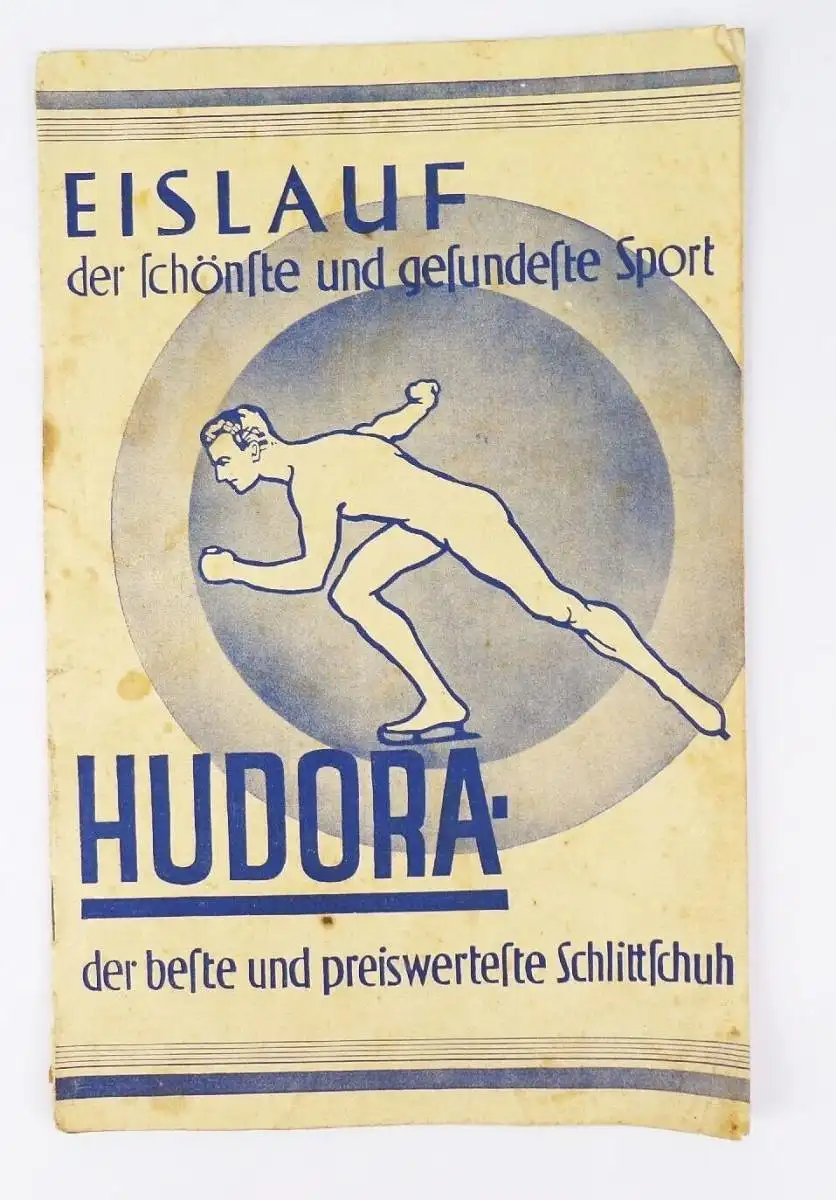 EISLAUF
der ſchönſte und geſundeſte Sport
HUDORA-
der beſte und preiswerteſte Schlittſchuh